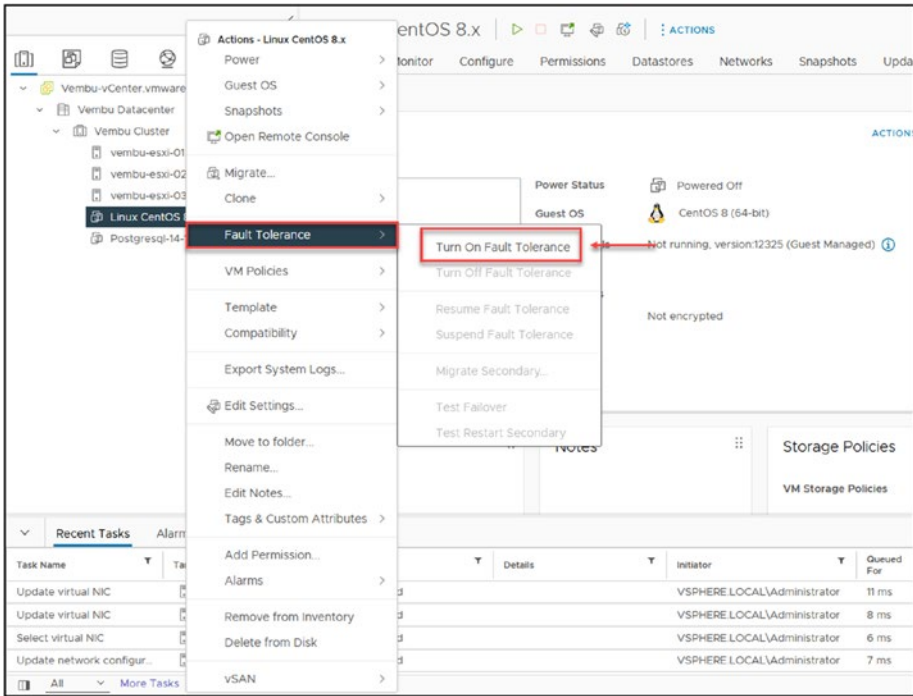 entOS 8.x
ACTIONS
Actions - Linux CentOS 8.x
Power
Guest OS
Snapshots
Open Remote Console
Migrate...
Clone
Fault Tolerance
VM Policies
Template
Compatibility
Export System Logs...
Edit Settings...
Move to folder...
Rename...
Edit Notes...
Tags & Custom Attributes
Add Permission...
Alarms
Remove from Inventory
Delete from Disk
vSAN
Turn On Fault Tolerance
Turn Off Fault Tolerance
Resume Fault Tolerance
Suspend Fault Tolerance
Migrate Secondary...
Test Failover
Test Restart Secondary
Monitor Configure Permissions Datastores Networks Snapshots Upda
Vembu-vCenter.vmware
Vembu Datacenter
Vembu Cluster
vembu-esxi-01
vembu-esxi-02
vembu-esxi-03
Linux CentOS
Postgresql-14-
ACTIONS
Power Status Powered Off
Guest OS CentOS 8 (64-bit)
Not running, version:12325 (Guest Managed)
Not encrypted
Notes
Storage Policies
VM Storage Policies
Recent Tasks Alarm
Task Name Ta Details Initiator Queued For
Update virtual NIC d VSPHERE.LOCAL\Administrator 11 ms
Update virtual NIC d VSPHERE.LOCAL\Administrator 8 ms
Select virtual NIC d VSPHERE.LOCAL\Administrator 6 ms
Update network configur... d VSPHERE.LOCAL\Administrator 7 ms
All More Tasks